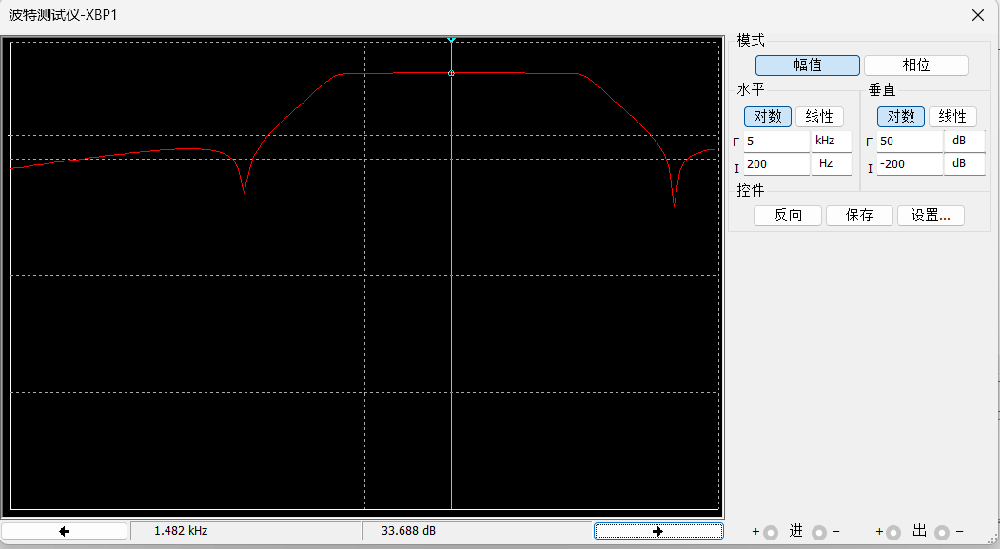 波特测试仪-XBP1
模式
幅值 相位
水平 垂直
对数 线性 对数 线性
F 5 kHz F 50 dB
I 200 Hz I -200 dB
控件
反向 保存 设置...
1.482 kHz 33.688 dB
+ 进 − + 出 −